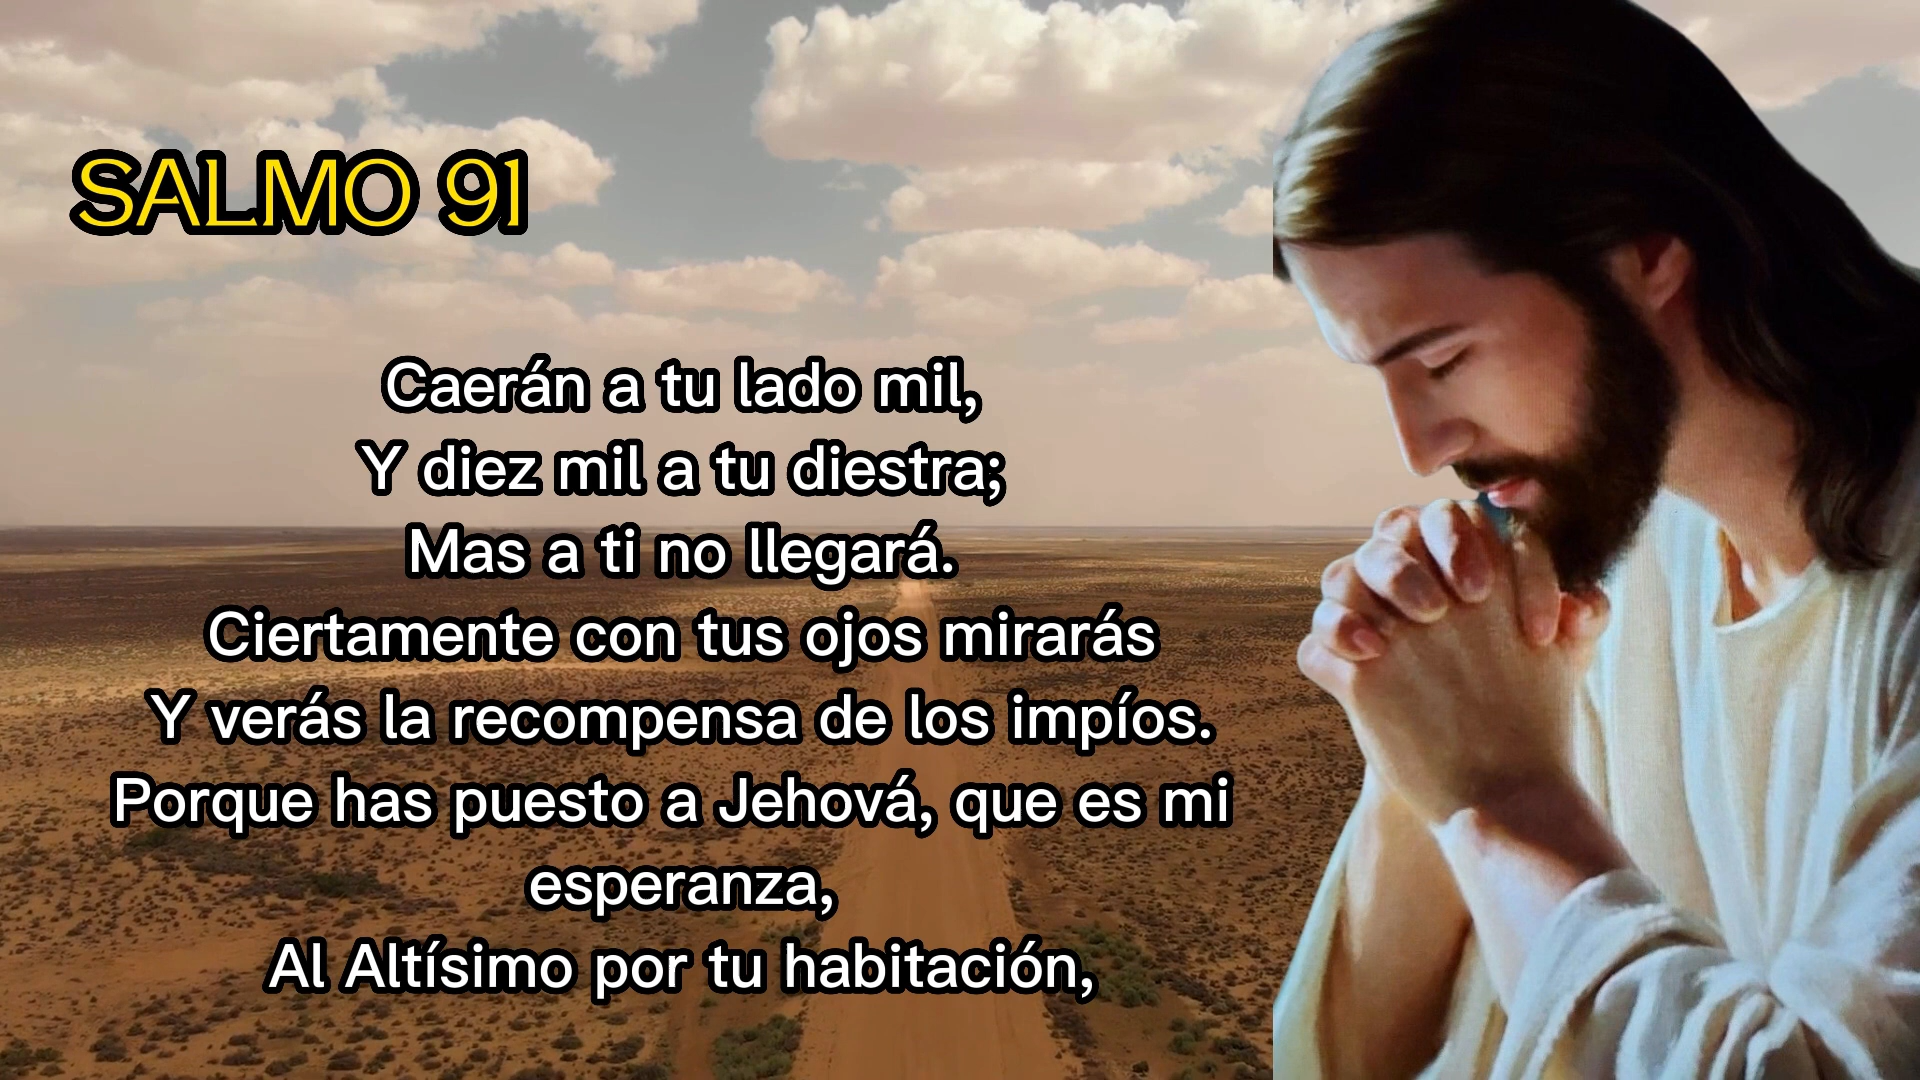 SALMO 91
Caerán a tu lado mil,
Y diez mil a tu diestra;
Mas a ti no llegará.
Ciertamente con tus ojos mirarás
Y verás la recompensa de los impíos.
Porque has puesto a Jehová, que es mi
esperanza,
Al Altísimo por tu habitación,